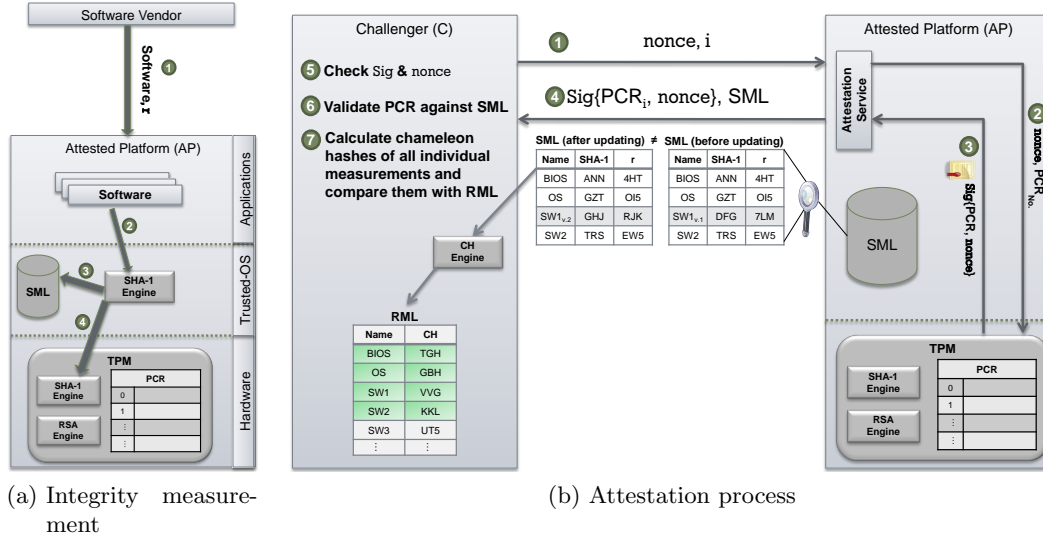 Software Vendor
1
Software, r
Attested Platform (AP)
Software
2
3
SML
SHA-1
Engine
4
TPM
SHA-1
Engine
RSA
Engine
PCR
0
1
⋮
⋮
Applications
Trusted-OS
Hardware
(a) Integrity measure-
ment
Challenger (C)
5 Check Sig & nonce
6 Validate PCR against SML
7 Calculate chameleon
hashes of all individual
measurements and
compare them with RML
CH
Engine
RML
Name CH
BIOS TGH
OS GBH
SW1 VVG
SW2 KKL
SW3 UT5
⋮ ⋮
1 nonce, i
4 Sig{PCRi, nonce}, SML
SML (after updating) ≠ SML (before updating)
Name SHA-1 r
BIOS ANN 4HT
OS GZT OI5
SW1v.2 GHJ RJK
SW2 TRS EW5
Name SHA-1 r
BIOS ANN 4HT
OS GZT OI5
SW1v.1 DFG 7LM
SW2 TRS EW5
Attested Platform (AP)
Attestation
Service
2 nonce, PCRNo.
3
Sig{PCR, nonce}
SML
TPM
SHA-1
Engine
RSA
Engine
PCR
0
1
⋮
⋮
(b) Attestation process